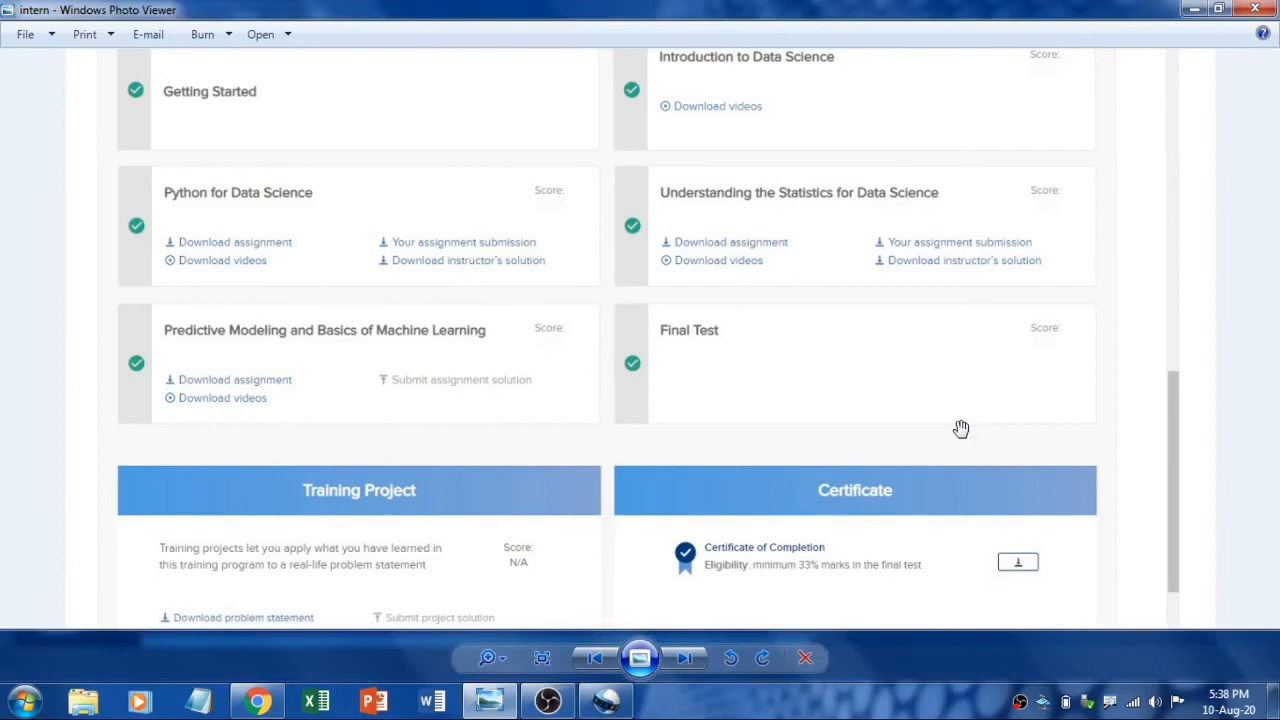 intern - Windows Photo Viewer
File Print E-mail Burn Open
Introduction to Data Science Score:
Getting Started
Download videos
Python for Data Science Score:
Download assignment Your assignment submission
Download videos Download instructor's solution
Understanding the Statistics for Data Science Score:
Download assignment Your assignment submission
Download videos Download instructor's solution
Predictive Modeling and Basics of Machine Learning Score:
Download assignment Submit assignment solution
Download videos
Final Test Score:
Training Project
Training projects let you apply what you have learned in
this training program to a real-life problem statement
Score:
N/A
Download problem statement Submit project solution
Certificate
Certificate of Completion
Eligibility: minimum 33% marks in the final test
5:38 PM
10-Aug-20